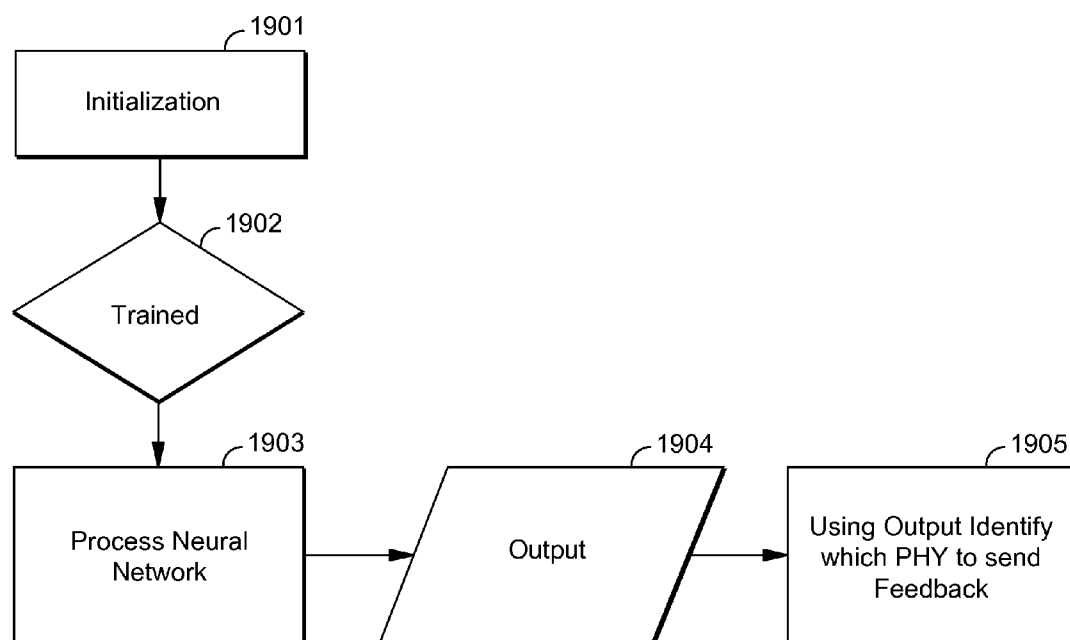 1901
Initialization
1902
Trained
1903
Process Neural
Network
1904
Output
1905
Using Output Identify
which PHY to send
Feedback